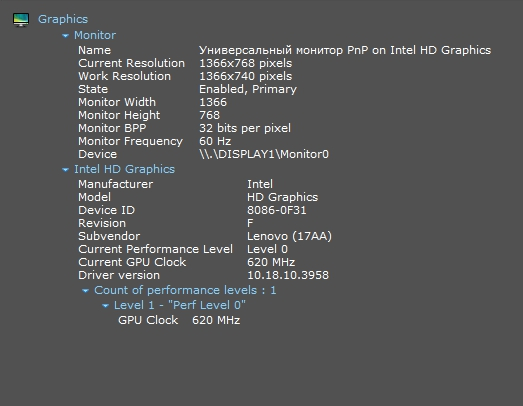 Graphics
Monitor
Name Универсальный монитор PnP on Intel HD Graphics
Current Resolution 1366x768 pixels
Work Resolution 1366x740 pixels
State Enabled, Primary
Monitor Width 1366
Monitor Height 768
Monitor BPP 32 bits per pixel
Monitor Frequency 60 Hz
Device \\.\DISPLAY1\Monitor0
Intel HD Graphics
Manufacturer Intel
Model HD Graphics
Device ID 8086-0F31
Revision F
Subvendor Lenovo (17AA)
Current Performance Level Level 0
Current GPU Clock 620 MHz
Driver version 10.18.10.3958
Count of performance levels : 1
Level 1 - "Perf Level 0"
GPU Clock 620 MHz